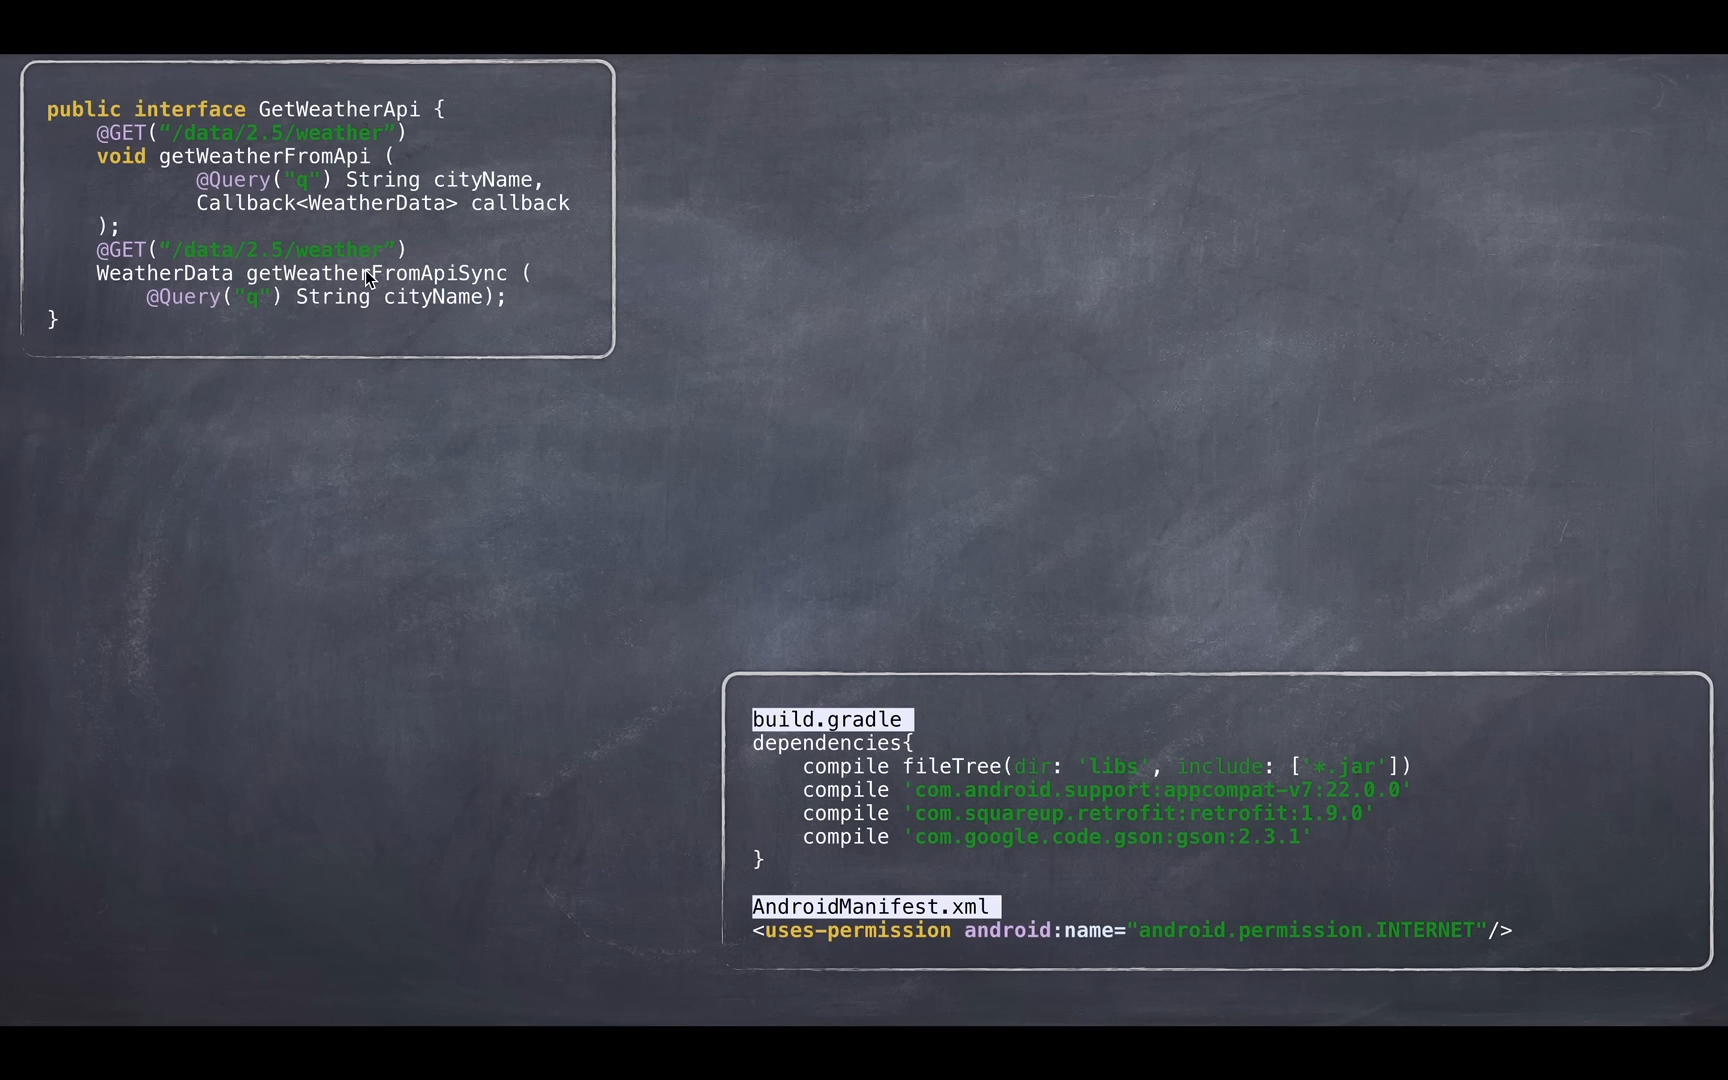 public interface GetWeatherApi {
    @GET(“/data/2.5/weather”)
    void getWeatherFromApi (
            @Query("q") String cityName,
            Callback<WeatherData> callback
    );
    @GET(“/data/2.5/weather”)
    WeatherData getWeatherFromApiSync (
        @Query("q") String cityName);
}
build.gradle
dependencies{
    compile fileTree(dir: 'libs', include: ['*.jar'])
    compile 'com.android.support:appcompat-v7:22.0.0'
    compile 'com.squareup.retrofit:retrofit:1.9.0'
    compile 'com.google.code.gson:gson:2.3.1'
}
AndroidManifest.xml
<uses-permission android:name="android.permission.INTERNET"/>